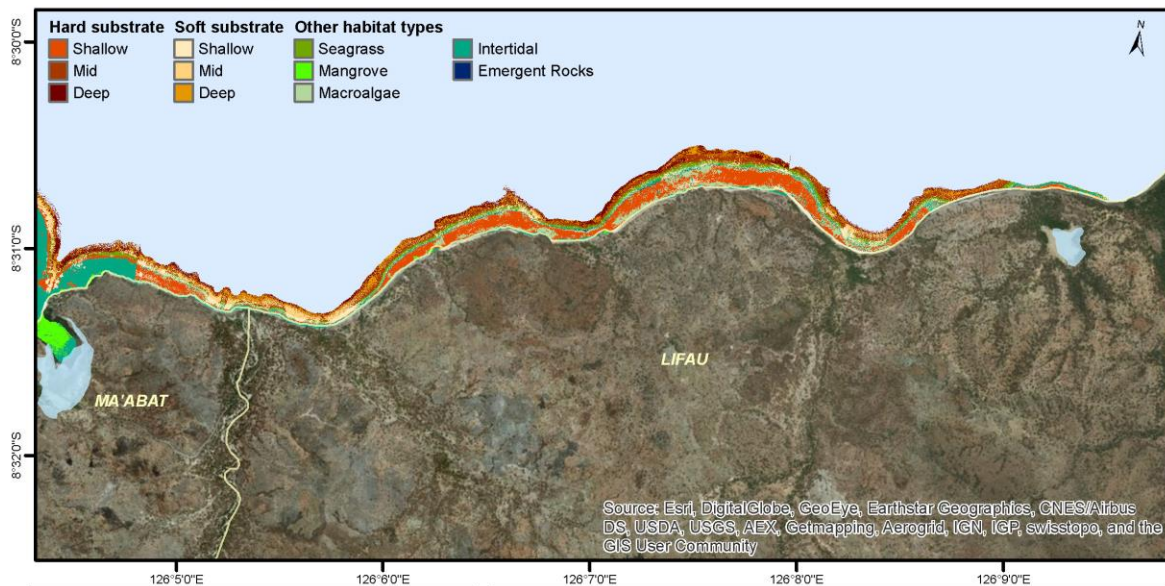 Hard substrate Soft substrate Other habitat types
Shallow Shallow Seagrass Intertidal
Mid Mid Mangrove Emergent Rocks
Deep Deep Macroalgae
N
8°30'0"S
8°31'0"S
8°32'0"S
LIFAU
MA'ABAT
Source: Esri, DigitalGlobe, GeoEye, Earthstar Geographics, CNES/Airbus
DS, USDA, USGS, AEX, Getmapping, Aerogrid, IGN, IGP, swisstopo, and the
GIS User Community
126°5'0"E 126°6'0"E 126°7'0"E 126°8'0"E 126°9'0"E